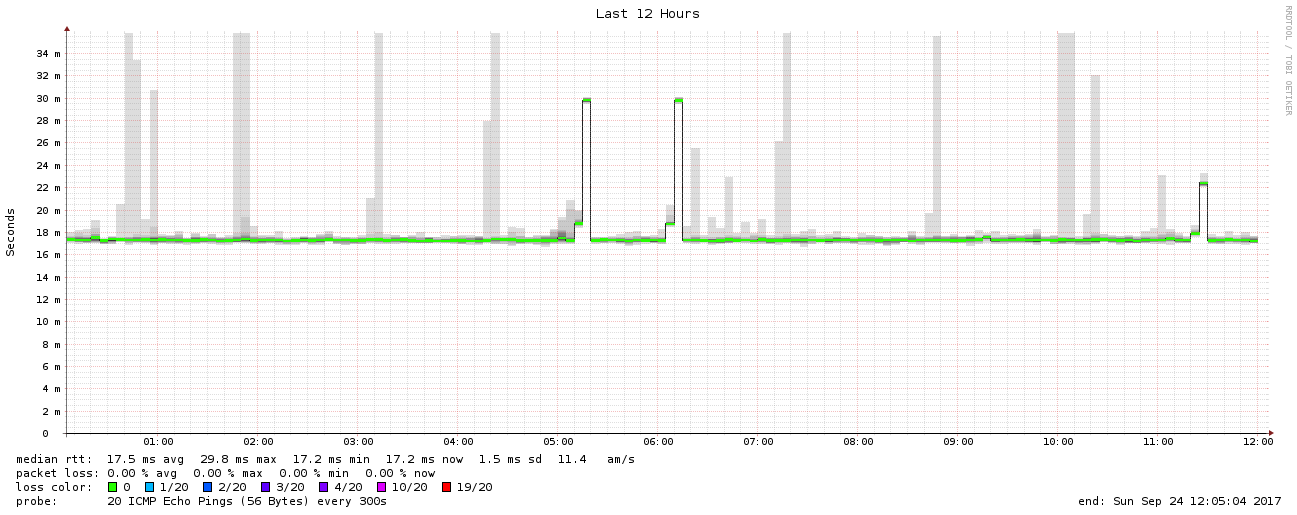 Last 12 Hours
RRDTOOL / TOBI OETIKER
Seconds
34 m
32 m
30 m
28 m
26 m
24 m
22 m
20 m
18 m
16 m
14 m
12 m
10 m
8 m
6 m
4 m
2 m
0
01:00 02:00 03:00 04:00 05:00 06:00 07:00 08:00 09:00 10:00 11:00 12:00
median rtt: 17.5 ms avg 29.8 ms max 17.2 ms min 17.2 ms now 1.5 ms sd 11.4 am/s
packet loss: 0.00 % avg 0.00 % max 0.00 % min 0.00 % now
loss color: 0 1/20 2/20 3/20 4/20 10/20 19/20
probe: 20 ICMP Echo Pings (56 Bytes) every 300s end: Sun Sep 24 12:05:04 2017